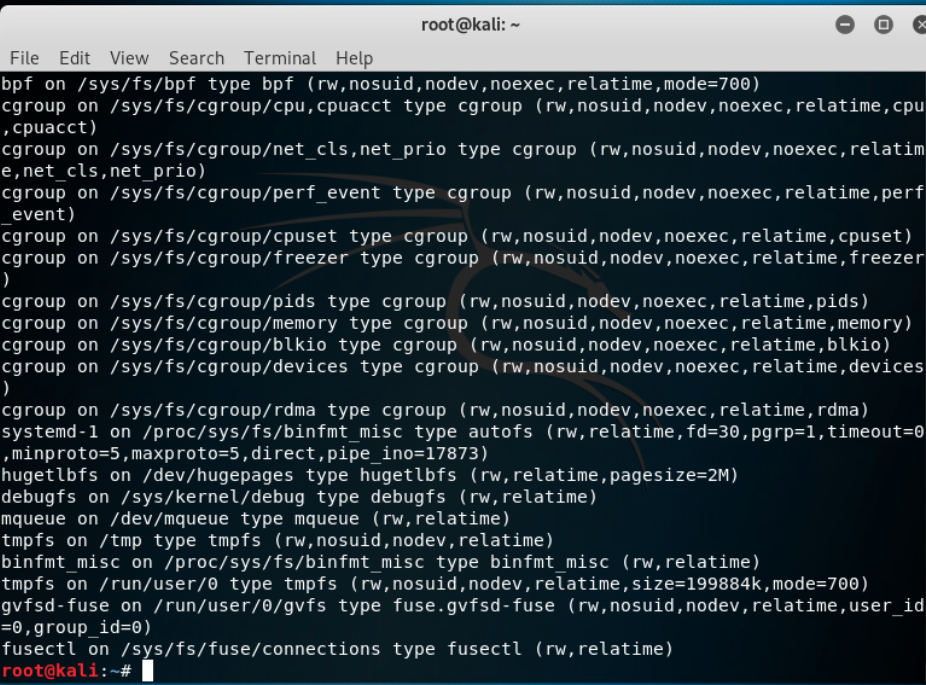 root@kali: ~
File Edit View Search Terminal Help
bpf on /sys/fs/bpf type bpf (rw,nosuid,nodev,noexec,relatime,mode=700)
cgroup on /sys/fs/cgroup/cpu,cpuacct type cgroup (rw,nosuid,nodev,noexec,relatime,cpu
,cpuacct)
cgroup on /sys/fs/cgroup/net_cls,net_prio type cgroup (rw,nosuid,nodev,noexec,relatim
e,net_cls,net_prio)
cgroup on /sys/fs/cgroup/perf_event type cgroup (rw,nosuid,nodev,noexec,relatime,perf
_event)
cgroup on /sys/fs/cgroup/cpuset type cgroup (rw,nosuid,nodev,noexec,relatime,cpuset)
cgroup on /sys/fs/cgroup/freezer type cgroup (rw,nosuid,nodev,noexec,relatime,freezer
)
cgroup on /sys/fs/cgroup/pids type cgroup (rw,nosuid,nodev,noexec,relatime,pids)
cgroup on /sys/fs/cgroup/memory type cgroup (rw,nosuid,nodev,noexec,relatime,memory)
cgroup on /sys/fs/cgroup/blkio type cgroup (rw,nosuid,nodev,noexec,relatime,blkio)
cgroup on /sys/fs/cgroup/devices type cgroup (rw,nosuid,nodev,noexec,relatime,devices
)
cgroup on /sys/fs/cgroup/rdma type cgroup (rw,nosuid,nodev,noexec,relatime,rdma)
systemd-1 on /proc/sys/fs/binfmt_misc type autofs (rw,relatime,fd=30,pgrp=1,timeout=0
,minproto=5,maxproto=5,direct,pipe_ino=17873)
hugetlbfs on /dev/hugepages type hugetlbfs (rw,relatime,pagesize=2M)
debugfs on /sys/kernel/debug type debugfs (rw,relatime)
mqueue on /dev/mqueue type mqueue (rw,relatime)
tmpfs on /tmp type tmpfs (rw,nosuid,nodev,relatime)
binfmt_misc on /proc/sys/fs/binfmt_misc type binfmt_misc (rw,relatime)
tmpfs on /run/user/0 type tmpfs (rw,nosuid,nodev,relatime,size=199884k,mode=700)
gvfsd-fuse on /run/user/0/gvfs type fuse.gvfsd-fuse (rw,nosuid,nodev,relatime,user_id
=0,group_id=0)
fusectl on /sys/fs/fuse/connections type fusectl (rw,relatime)
root@kali:~#